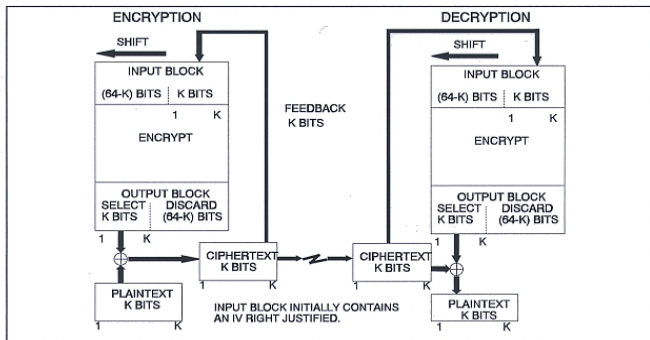 ENCRYPTION
SHIFT
INPUT BLOCK
(64-K) BITS K BITS
1 K
ENCRYPT
OUTPUT BLOCK
SELECT DISCARD
K BITS (64-K) BITS
1 K
PLAINTEXT
K BITS
1 K
CIPHERTEXT
K BITS
1 K
FEEDBACK
K BITS
INPUT BLOCK INITIALLY CONTAINS
AN IV RIGHT JUSTIFIED.
DECRYPTION
SHIFT
INPUT BLOCK
(64-K) BITS K BITS
1 K
ENCRYPT
OUTPUT BLOCK
SELECT DISCARD
K BITS (64-K) BITS
1 K
CIPHERTEXT
K BITS
1 K
PLAINTEXT
K BITS
1 K